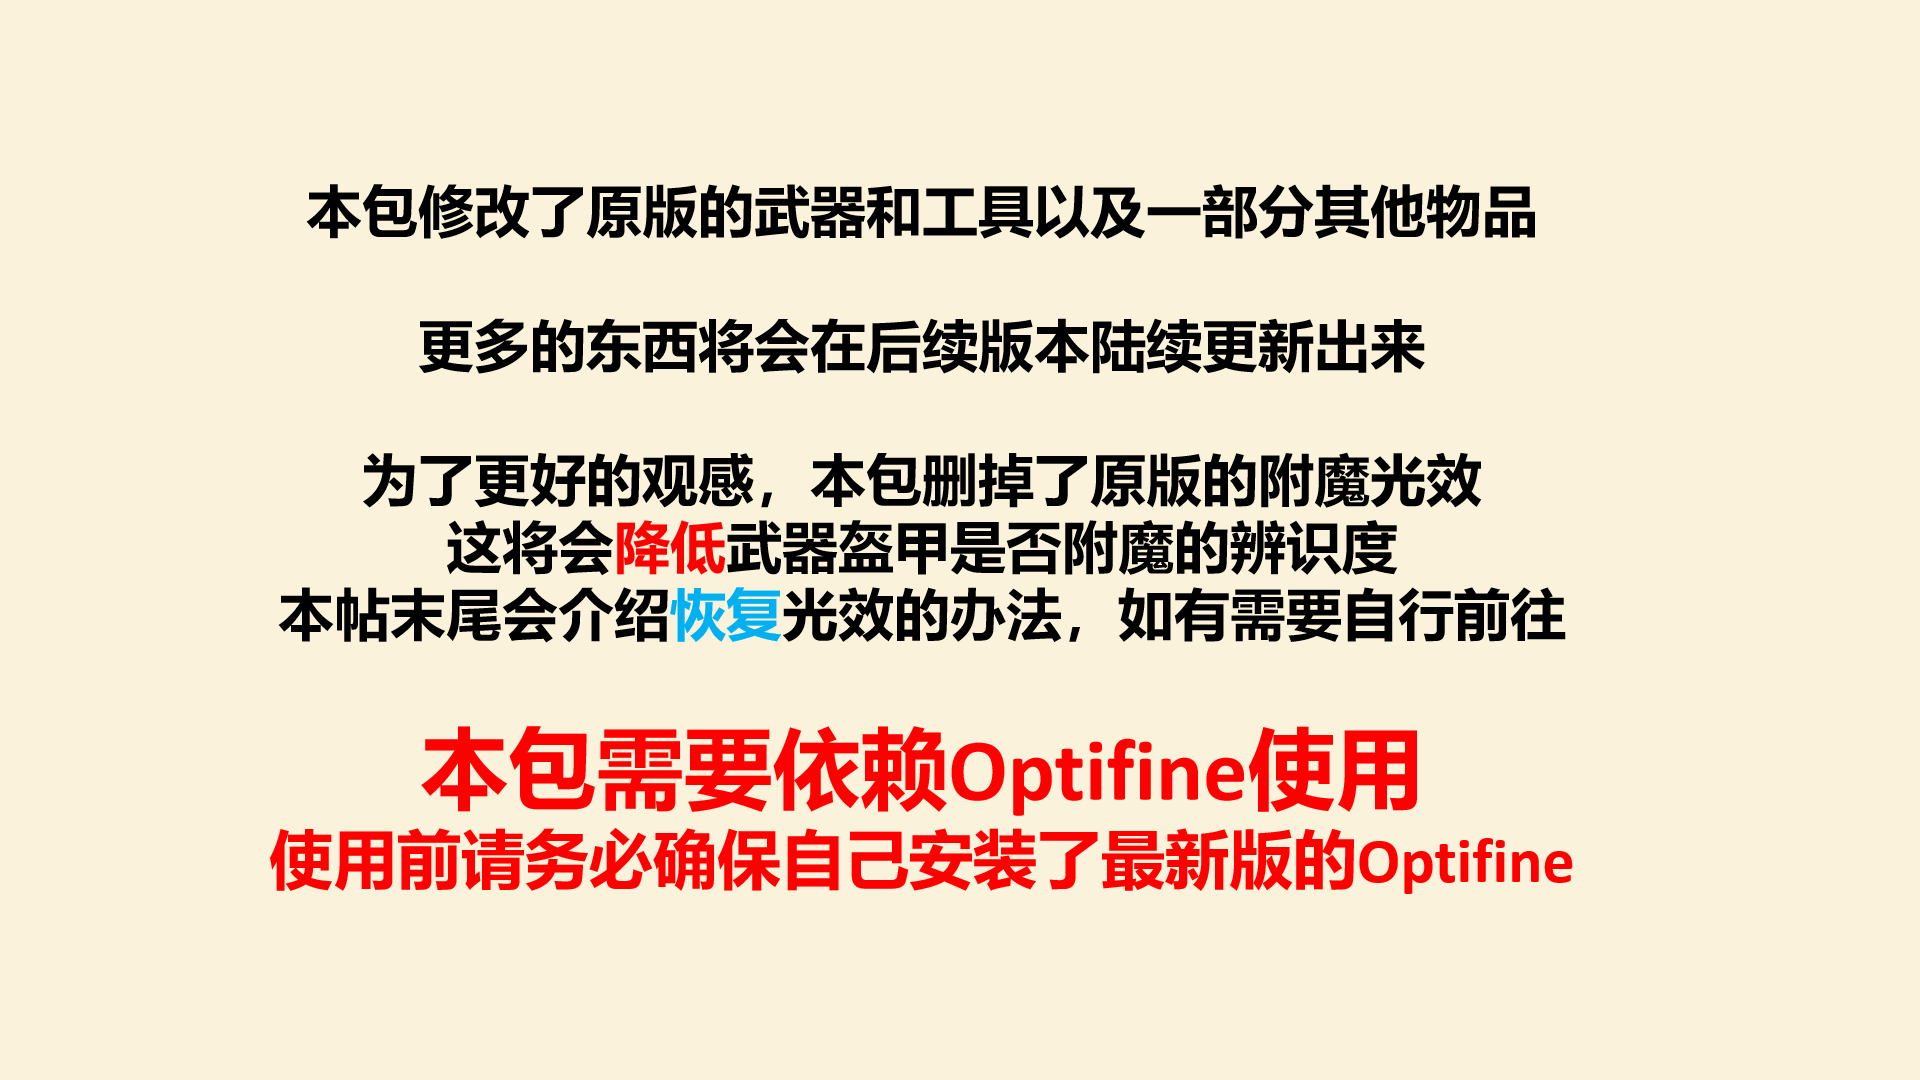 本包修改了原版的武器和工具以及一部分其他物品
更多的东西将会在后续版本陆续更新出来
为了更好的观感，本包删掉了原版的附魔光效
这将会降低武器盔甲是否附魔的辨识度
本帖末尾会介绍恢复光效的办法，如有需要自行前往
本包需要依赖Optifine使用
使用前请务必确保自己安装了最新版的Optifine